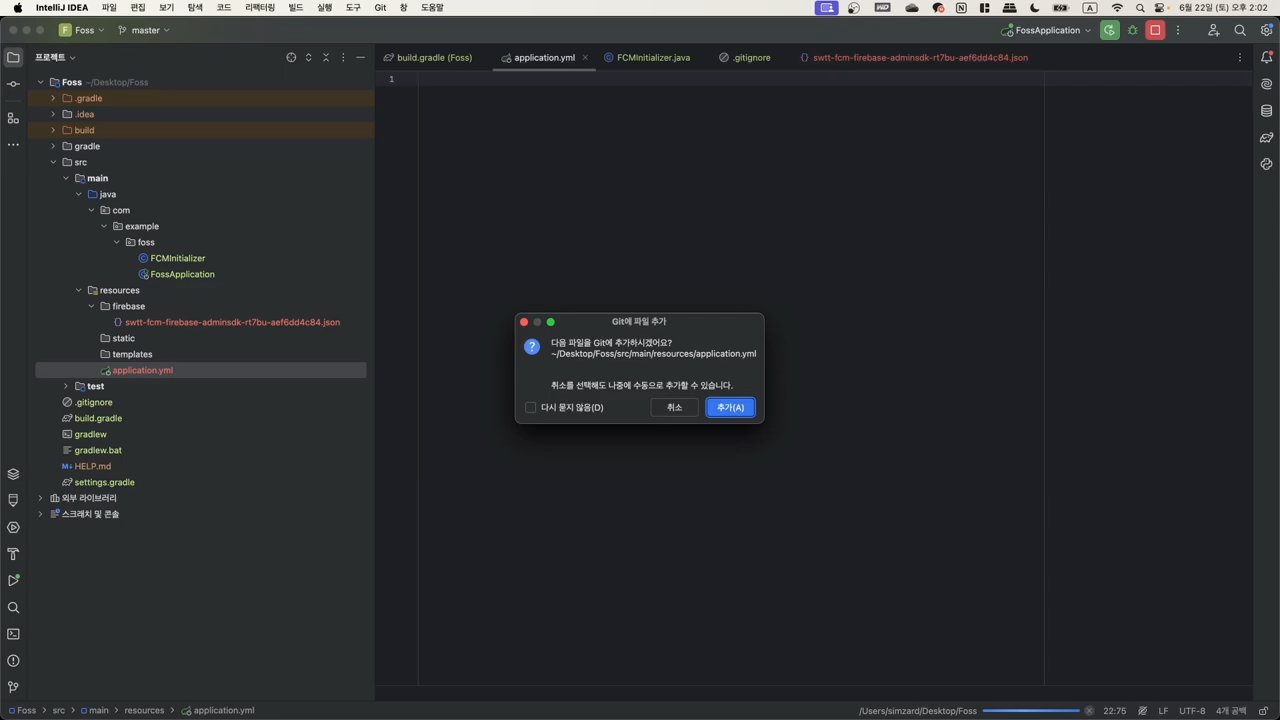 IntelliJ IDEA 파일 편집 보기 탐색 코드 리팩터링 빌드 실행 도구 Git 창 도움말
A 6월 22일 (토) 오후 2:02
F Foss master FossApplication
프로젝트
build.gradle (Foss) application.yml FCMInitializer.java .gitignore swtt-fcm-firebase-adminsdk-rt7bu-aef6dd4c84.json
1
Foss ~/Desktop/Foss
.gradle
.idea
build
gradle
src
main
java
com
example
foss
FCMInitializer
FossApplication
resources
firebase
swtt-fcm-firebase-adminsdk-rt7bu-aef6dd4c84.json
static
templates
application.yml
test
.gitignore
build.gradle
gradlew
gradlew.bat
HELP.md
settings.gradle
외부 라이브러리
스크래치 및 콘솔
Git에 파일 추가
다음 파일을 Git에 추가하시겠어요?
~/Desktop/Foss/src/main/resources/application.yml
취소를 선택해도 나중에 수동으로 추가할 수 있습니다.
다시 묻지 않음(D) 취소 추가(A)
Foss src main resources application.yml /Users/simzard/Desktop/Foss 22:75 LF UTF-8 4개 공백